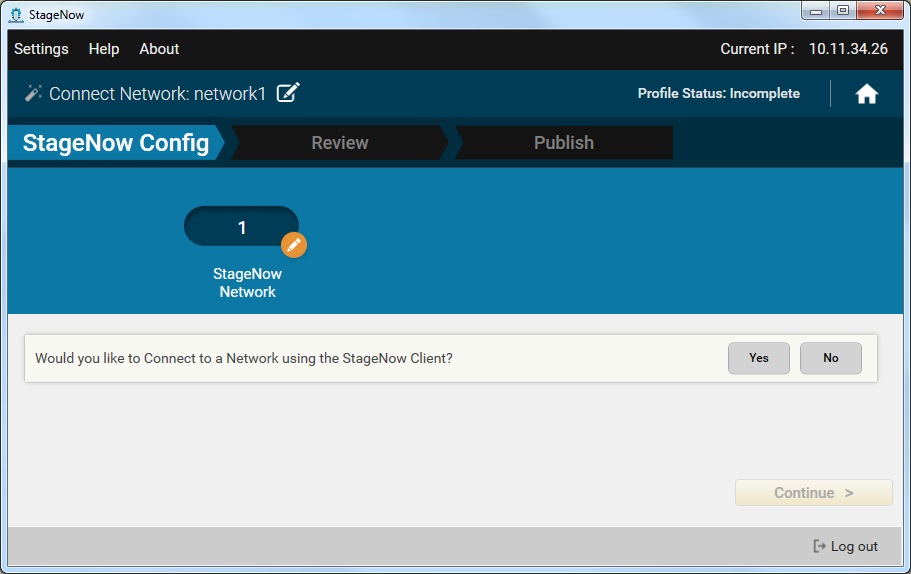 StageNow
Settings Help About Current IP : 10.11.34.26
Connect Network: network1 Profile Status: Incomplete
StageNow Config Review Publish
1
StageNow
Network
Would you like to Connect to a Network using the StageNow Client? Yes No
Continue >
Log out